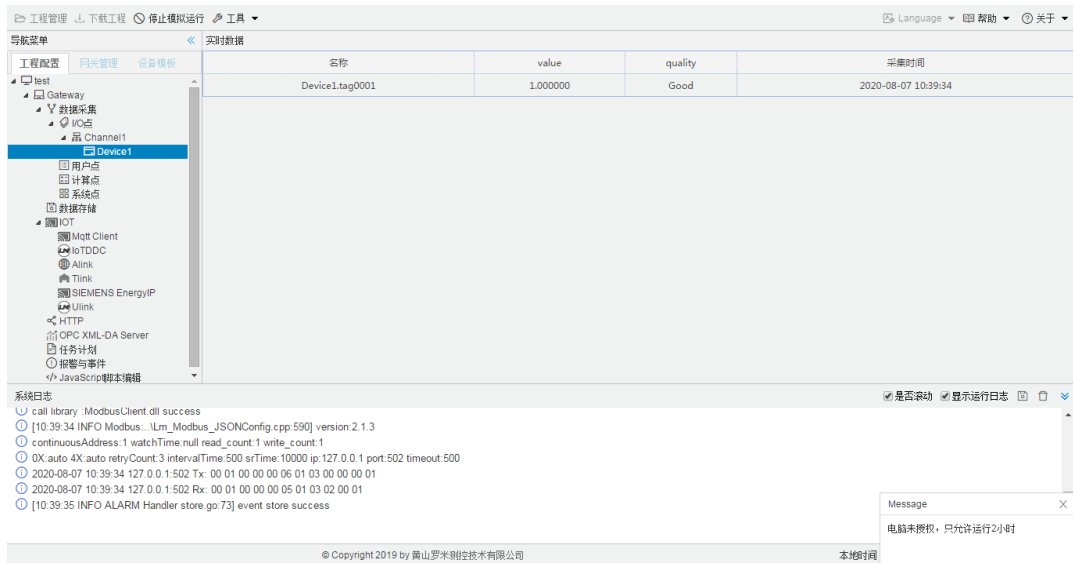 工程管理 下载工程 停止模拟运行 工具 Language 帮助 关于
导航菜单 实时数据
工程配置 网关管理 设备模板
名称 value quality 采集时间
Device1.tag0001 1.000000 Good 2020-08-07 10:39:34
test
Gateway
数据采集
I/O点
Channel1
Device1
用户点
计算点
系统点
数据存储
IOT
Mqtt Client
IoTDDC
Alink
Tlink
SIEMENS EnergyIP
Ulink
HTTP
OPC XML-DA Server
任务计划
报警与事件
JavaScript脚本编辑
系统日志 是否滚动 显示运行日志
call library :ModbusClient.dll success
[10:39:34 INFO Modbus:..\Lm_Modbus_JSONConfig.cpp:590] version:2.1.3
continuousAddress:1 watchTime:null read_count:1 write_count:1
0X:auto 4X:auto retryCount:3 intervalTime:500 srTime:10000 ip:127.0.0.1 port:502 timeout:500
2020-08-07 10:39:34 127.0.0.1:502 Tx: 00 01 00 00 00 06 01 03 00 00 00 01
2020-08-07 10:39:34 127.0.0.1:502 Rx: 00 01 00 00 00 05 01 03 02 00 01
[10:39:35 INFO ALARM Handler store.go:73] event store success
Message
电脑未授权，只允许运行2小时
© Copyright 2019 by 黄山罗米测控技术有限公司 本地时间